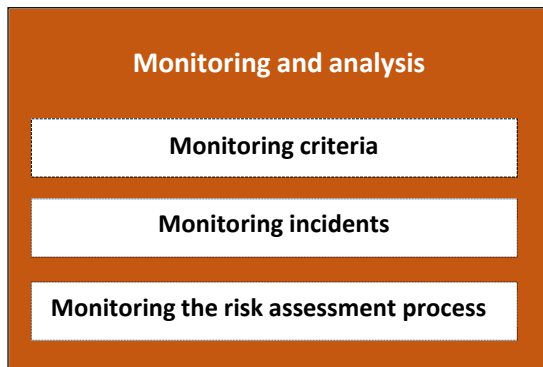 Monitoring and analysis
Monitoring criteria
Monitoring incidents
Monitoring the risk assessment process